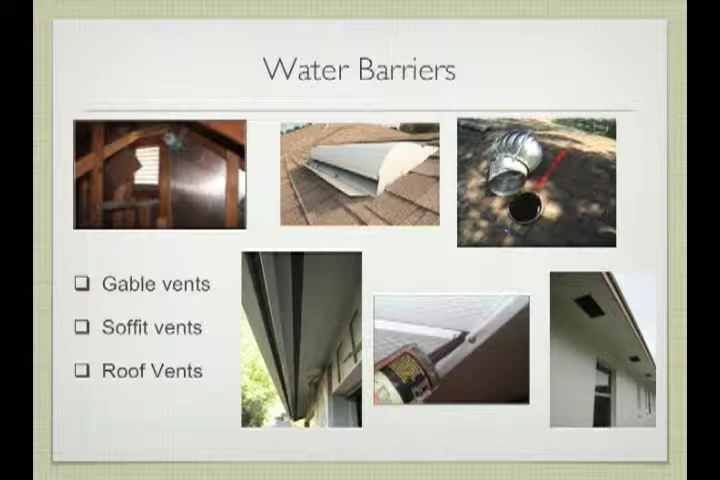 Water Barriers
Gable vents
Soffit vents
Roof Vents